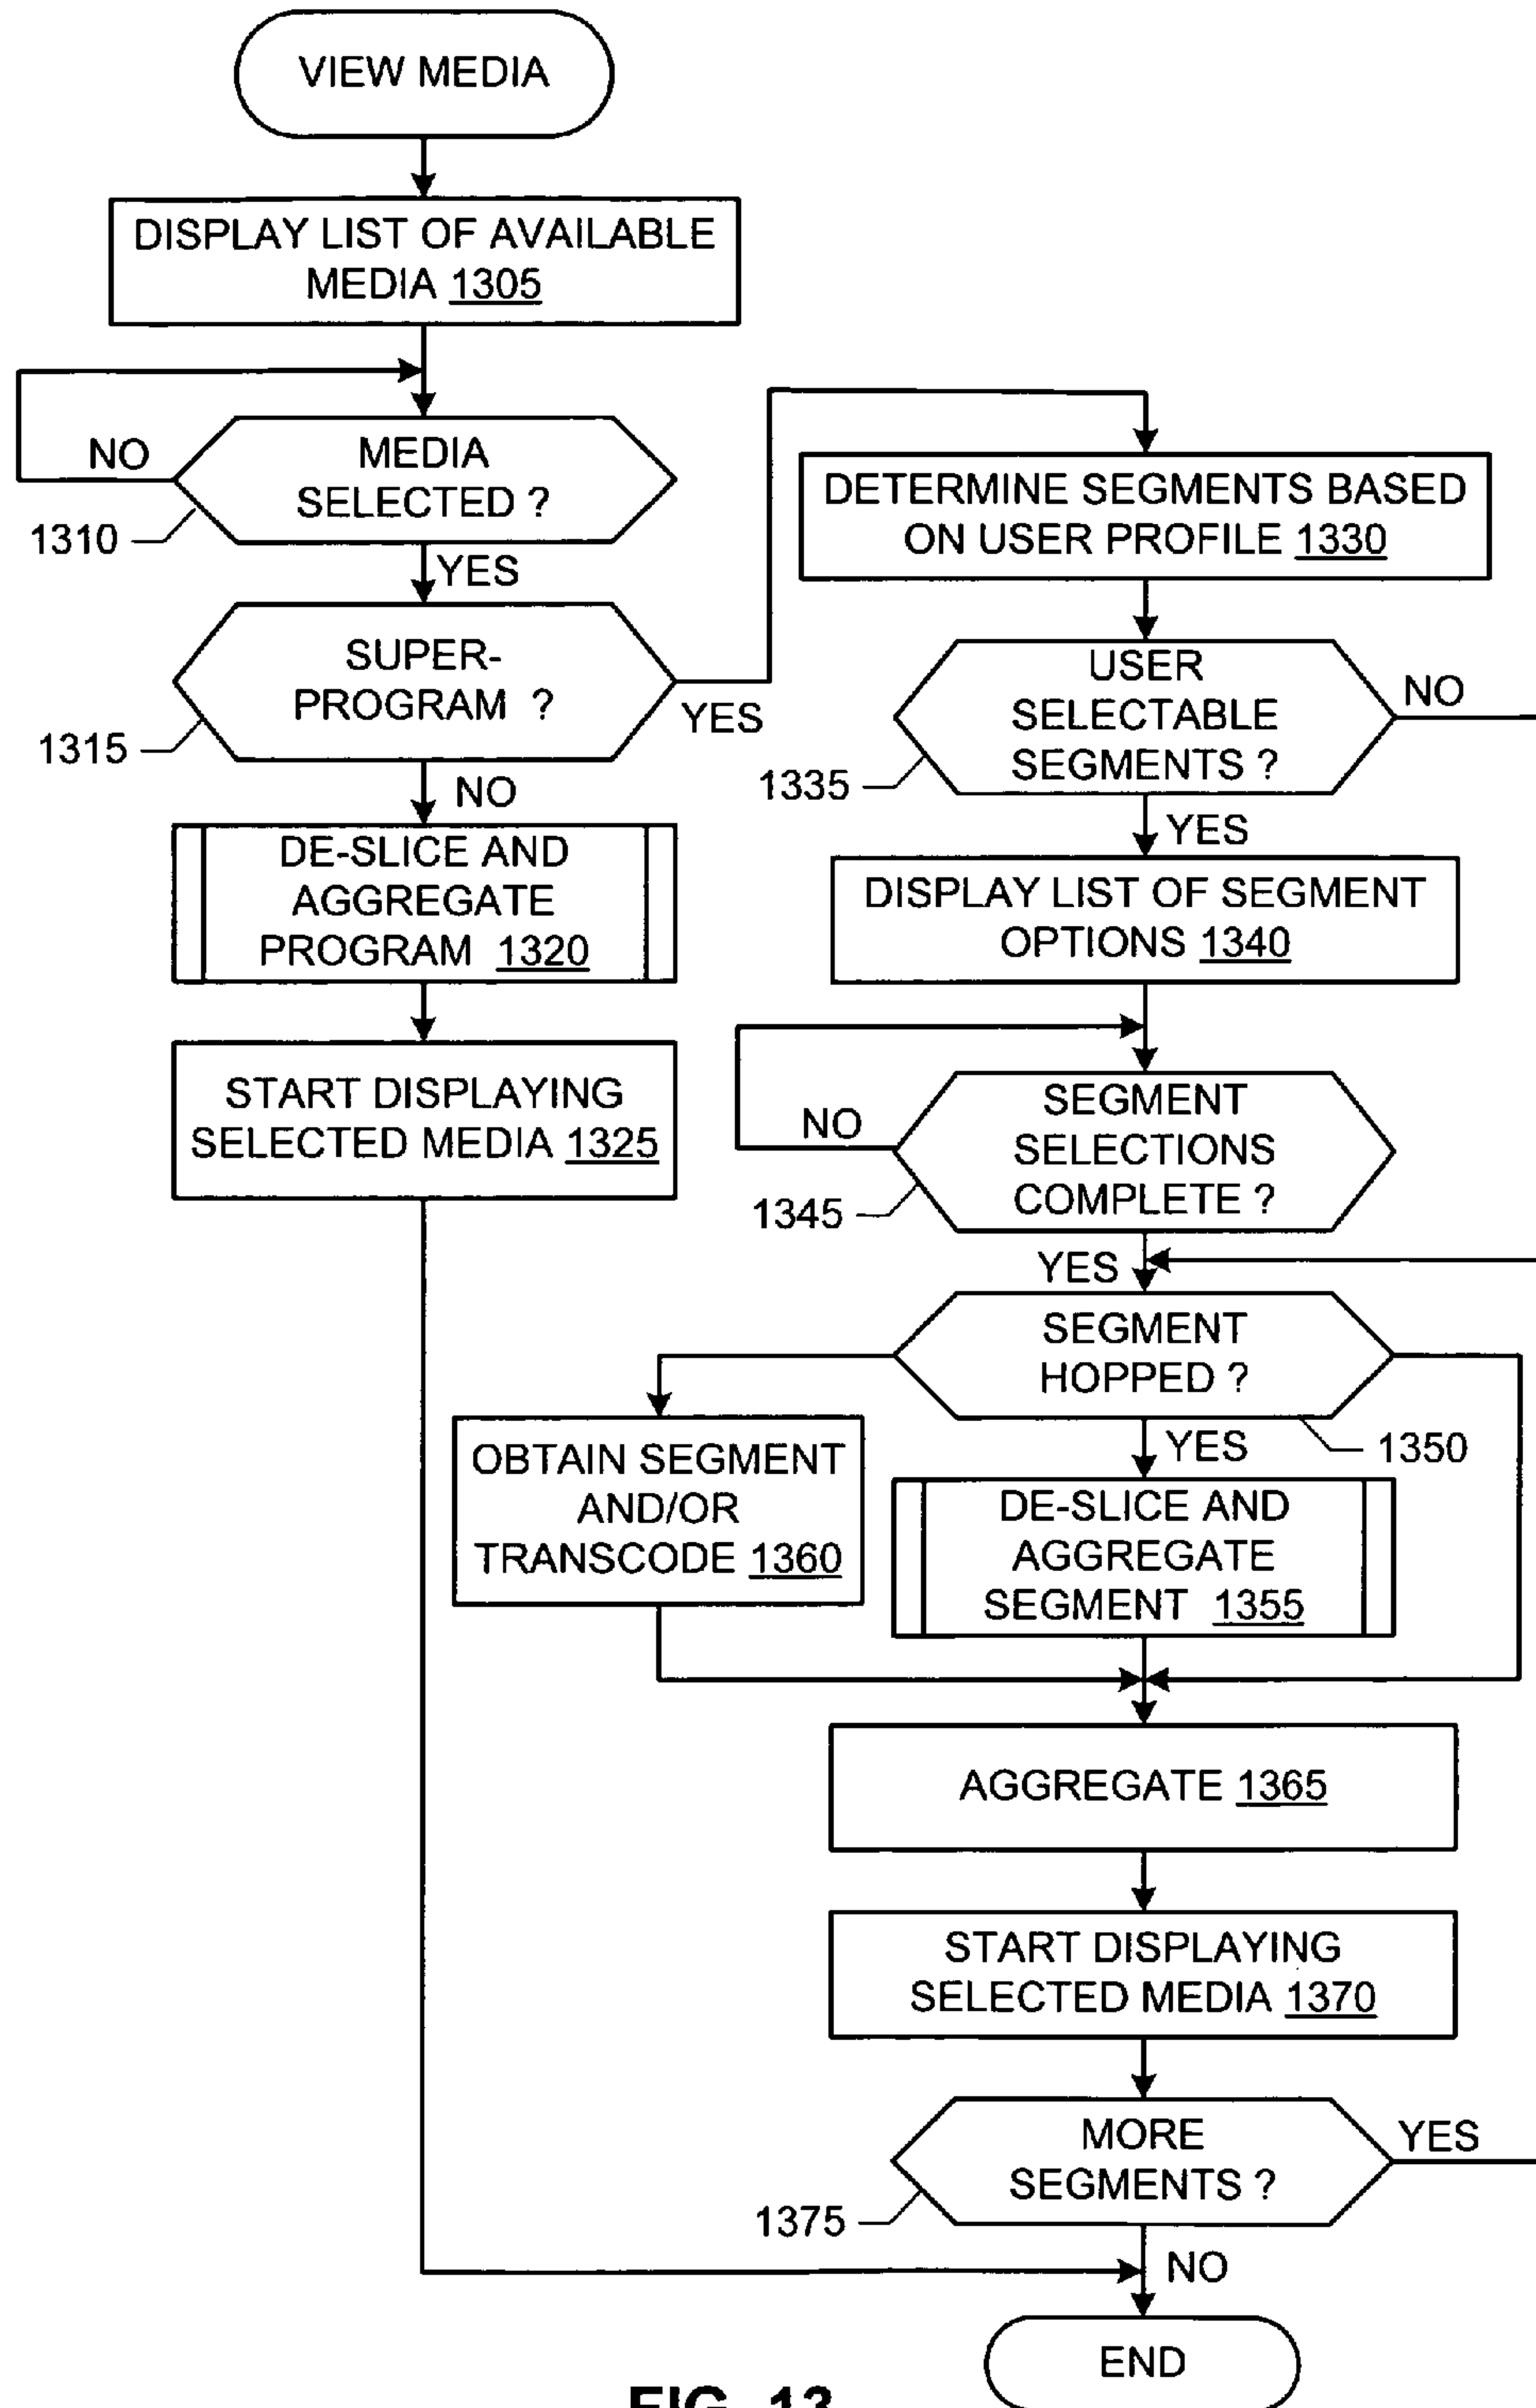 VIEW MEDIA
DISPLAY LIST OF AVAILABLE
MEDIA 1305
NO
MEDIA
SELECTED ?
1310
YES
SUPER-
PROGRAM ?
YES
1315
NO
DE-SLICE AND
AGGREGATE
PROGRAM 1320
START DISPLAYING
SELECTED MEDIA 1325
DETERMINE SEGMENTS BASED
ON USER PROFILE 1330
USER
SELECTABLE
SEGMENTS ?
NO
1335
YES
DISPLAY LIST OF SEGMENT
OPTIONS 1340
NO
SEGMENT
SELECTIONS
COMPLETE ?
1345
YES
SEGMENT
HOPPED ?
1350
YES
OBTAIN SEGMENT
AND/OR
TRANSCODE 1360
DE-SLICE AND
AGGREGATE
SEGMENT 1355
AGGREGATE 1365
START DISPLAYING
SELECTED MEDIA 1370
MORE
SEGMENTS ?
YES
1375
NO
END
FIG. 13